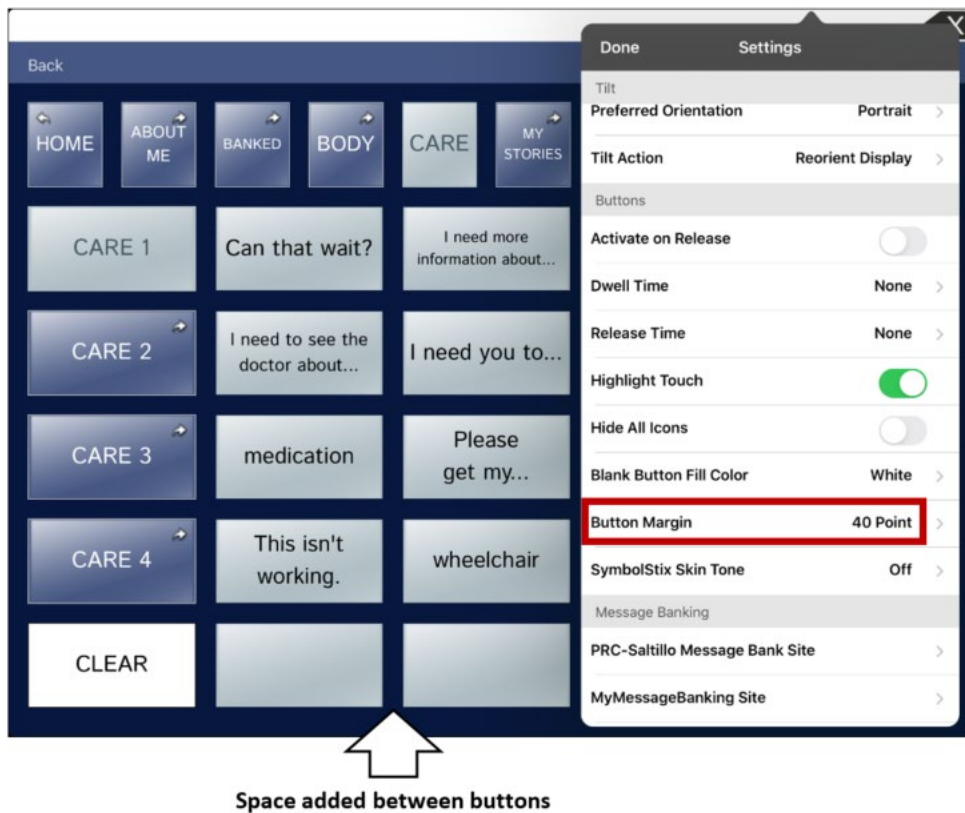 Back
HOME
ABOUT
ME
BANKED
BODY
CARE
MY
STORIES
CARE 1
Can that wait?
I need more
information about...
CARE 2
I need to see the
doctor about...
I need you to...
CARE 3
medication
Please
get my...
CARE 4
This isn't
working.
wheelchair
CLEAR
Done Settings
Tilt
Preferred Orientation Portrait
Tilt Action Reorient Display
Buttons
Activate on Release
Dwell Time None
Release Time None
Highlight Touch
Hide All Icons
Blank Button Fill Color White
Button Margin 40 Point
SymbolStix Skin Tone Off
Message Banking
PRC-Saltillo Message Bank Site
MyMessageBanking Site
Space added between buttons